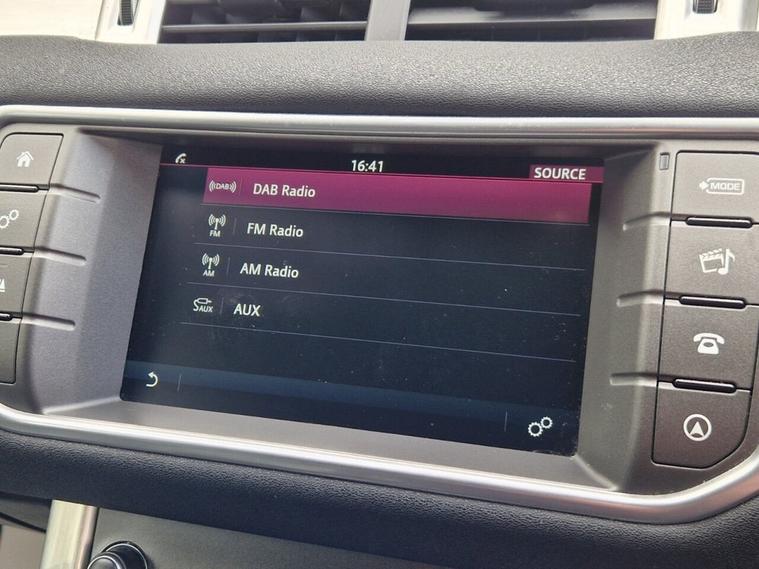 16:41
SOURCE
DAB DAB Radio
FM FM Radio
AM AM Radio
AUX AUX
MODE